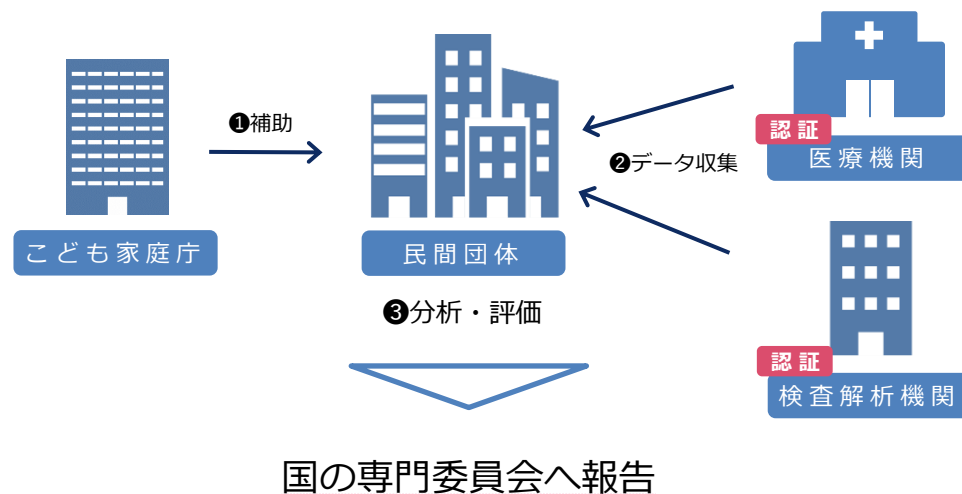 ❶補助
こども家庭庁
民間団体
❷データ収集
認証
医療機関
認証
検査解析機関
❸分析・評価
国の専門委員会へ報告